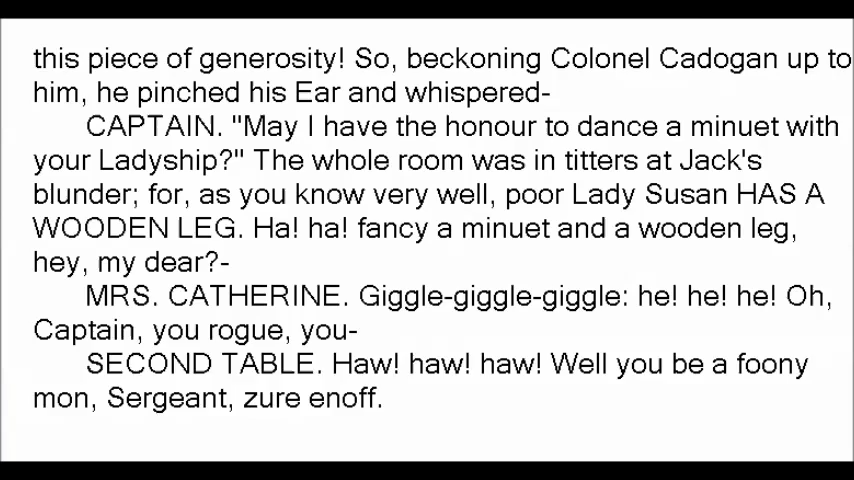 this piece of generosity! So, beckoning Colonel Cadogan up to
him, he pinched his Ear and whispered-
CAPTAIN. "May I have the honour to dance a minuet with
your Ladyship?" The whole room was in titters at Jack's
blunder; for, as you know very well, poor Lady Susan HAS A
WOODEN LEG. Ha! ha! fancy a minuet and a wooden leg,
hey, my dear?-
MRS. CATHERINE. Giggle-giggle-giggle: he! he! he! Oh,
Captain, you rogue, you-
SECOND TABLE. Haw! haw! haw! Well you be a foony
mon, Sergeant, zure enoff.